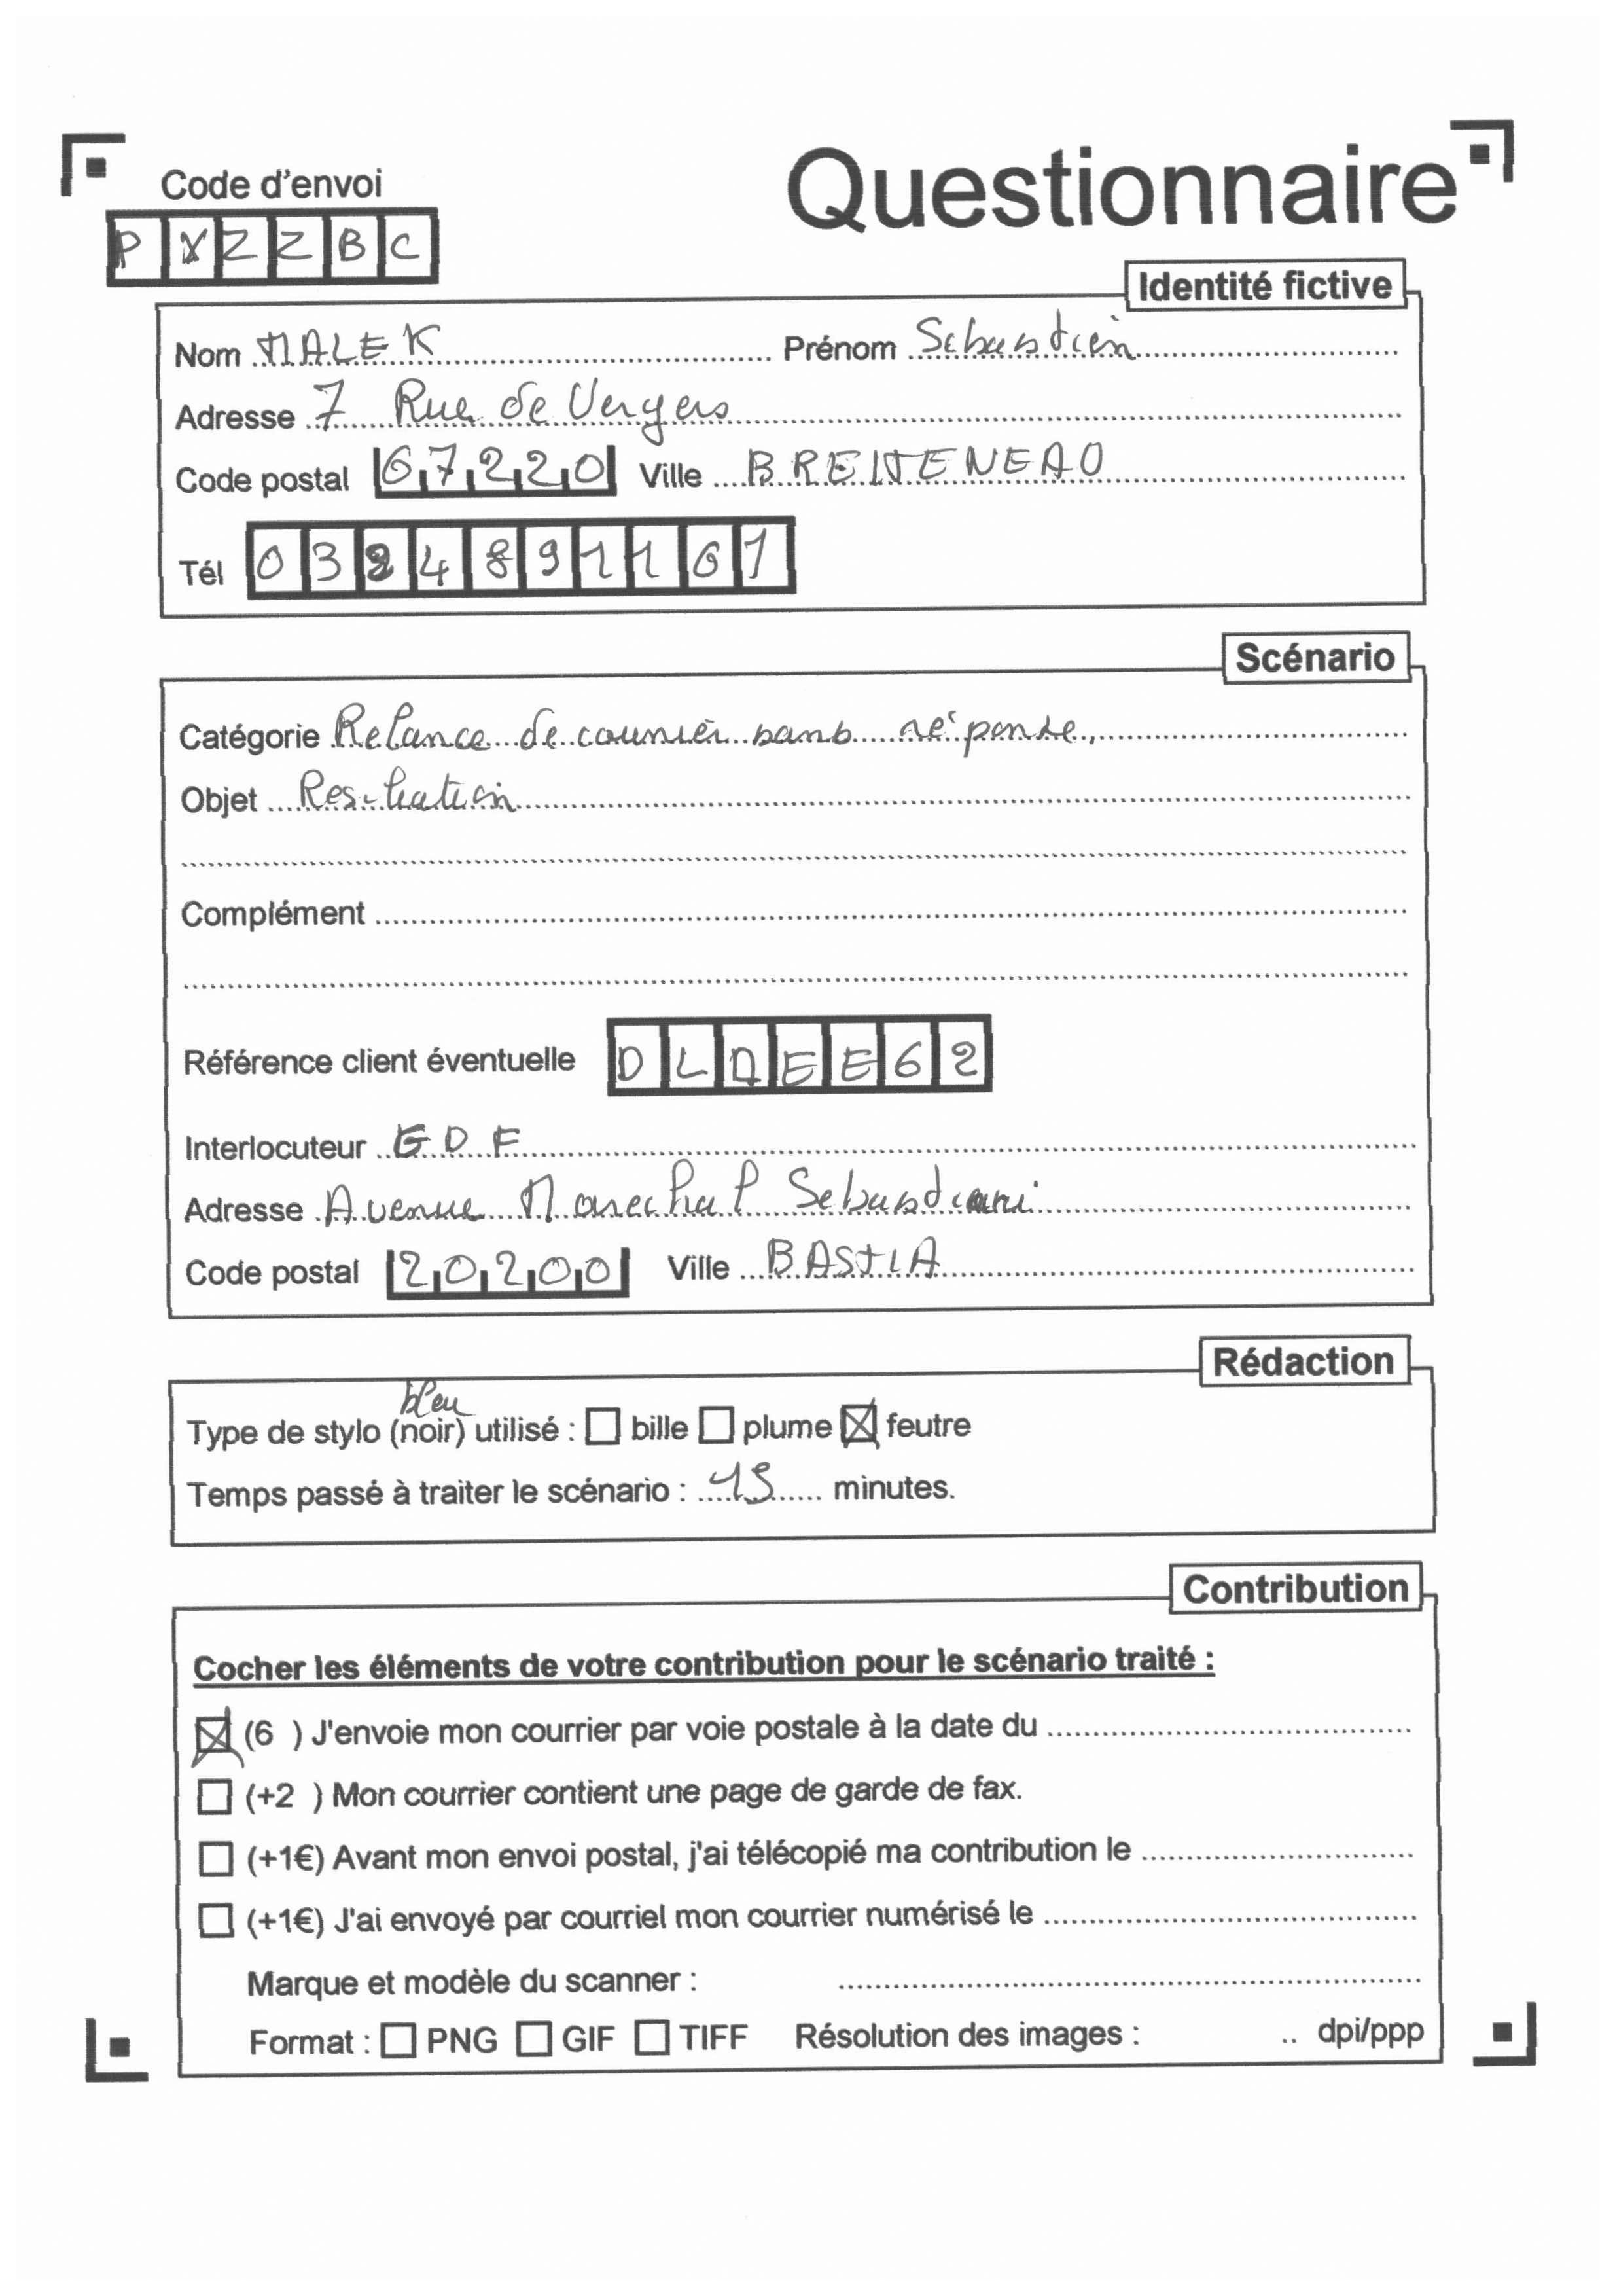 Code d'envoi
Questionnaire
PXZZBC
Identité fictive
Nom MALEK Prénom Sebastien
Adresse 7 Rue de Vergers
Code postal 67220 Ville
Tél 0324891161
Scénario
Catégorie Relance de courrier sans réponse.
Objet Resiliation
Complément
Référence client éventuelle DLDEE62
Interlocuteur EDF
Adresse Avenue Marechal Sebastiani
Code postal 20200 Ville BASTIA
Rédaction
bleu
Type de stylo (noir) utilisé : bille plume feutre
Temps passé à traiter le scénario : 15 minutes.
Contribution
Cocher les éléments de votre contribution pour le scénario traité :
(6 ) J'envoie mon courrier par voie postale à la date du
(+2 ) Mon courrier contient une page de garde de fax.
(+1€) Avant mon envoi postal, j'ai télécopié ma contribution le
(+1€) J'ai envoyé par courriel mon courrier numérisé le
Marque et modèle du scanner :
Format : PNG GIF TIFF Résolution des images : .. dpi/ppp